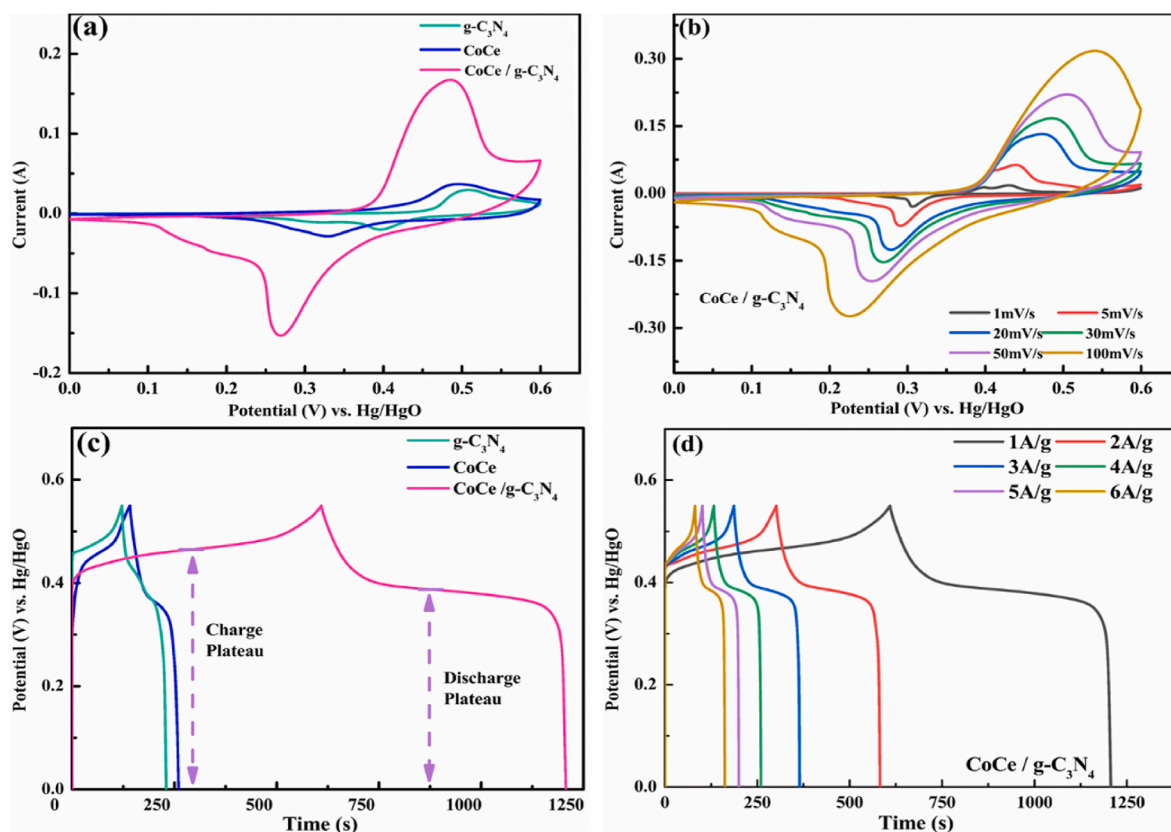 (a)
g-C₃N₄
CoCe
CoCe / g-C₃N₄
Current (A)
0.2
0.1
0.0
-0.1
-0.2
0.0 0.1 0.2 0.3 0.4 0.5 0.6
Potential (V) vs. Hg/HgO
(b)
Current (A)
0.30
0.15
0.00
-0.15
-0.30
CoCe / g-C₃N₄
1mV/s 5mV/s
20mV/s 30mV/s
50mV/s 100mV/s
0.0 0.1 0.2 0.3 0.4 0.5 0.6
Potential (V) vs. Hg/HgO
(c)
g-C₃N₄
CoCe
CoCe /g-C₃N₄
Potential (V) vs. Hg/HgO
0.6
0.4
0.2
0.0
Charge
Plateau
Discharge
Plateau
250 500 750 1000 1250
Time (s)
(d)
1A/g 2A/g
3A/g 4A/g
5A/g 6A/g
Potential (V) vs. Hg/HgO
0.6
0.4
0.2
0.0
CoCe / g-C₃N₄
0 250 500 750 1000 1250
Time (s)